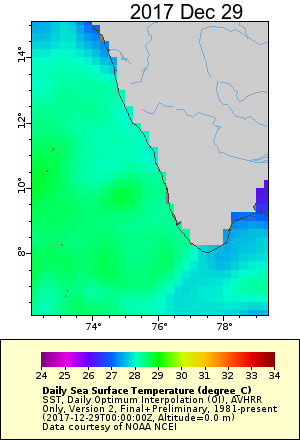 2017 Dec 29
14°
12°
10°
8°
74°
76°
78°
24 25 26 27 28 29 30 31 32 33 34
Daily Sea Surface Temperature (degree_C)
SST, Daily Optimum Interpolation (OI), AVHRR
Only, Version 2, Final+Preliminary, 1981-present
(2017-12-29T00:00:00Z, Altitude=0.0 m)
Data courtesy of NOAA NCEI